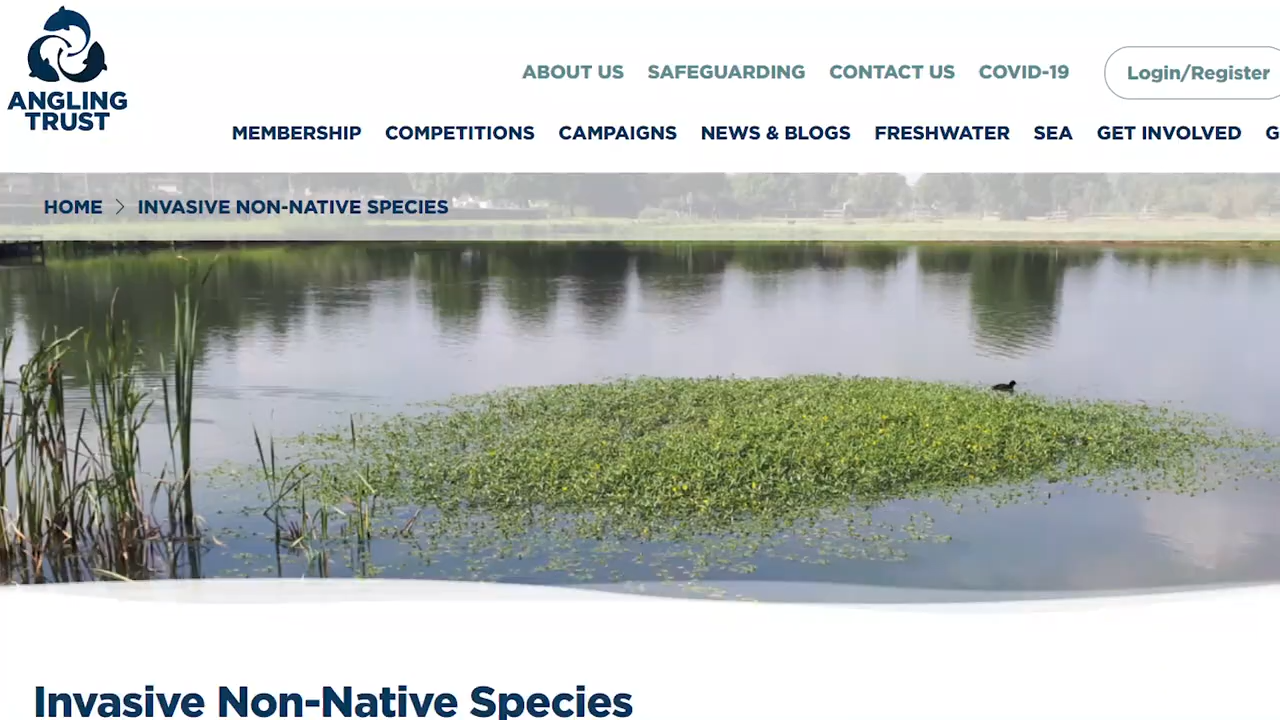 ANGLING
TRUST
ABOUT US SAFEGUARDING CONTACT US COVID-19 Login/Register
MEMBERSHIP COMPETITIONS CAMPAIGNS NEWS & BLOGS FRESHWATER SEA GET INVOLVED G
HOME > INVASIVE NON-NATIVE SPECIES
Invasive Non-Native Species